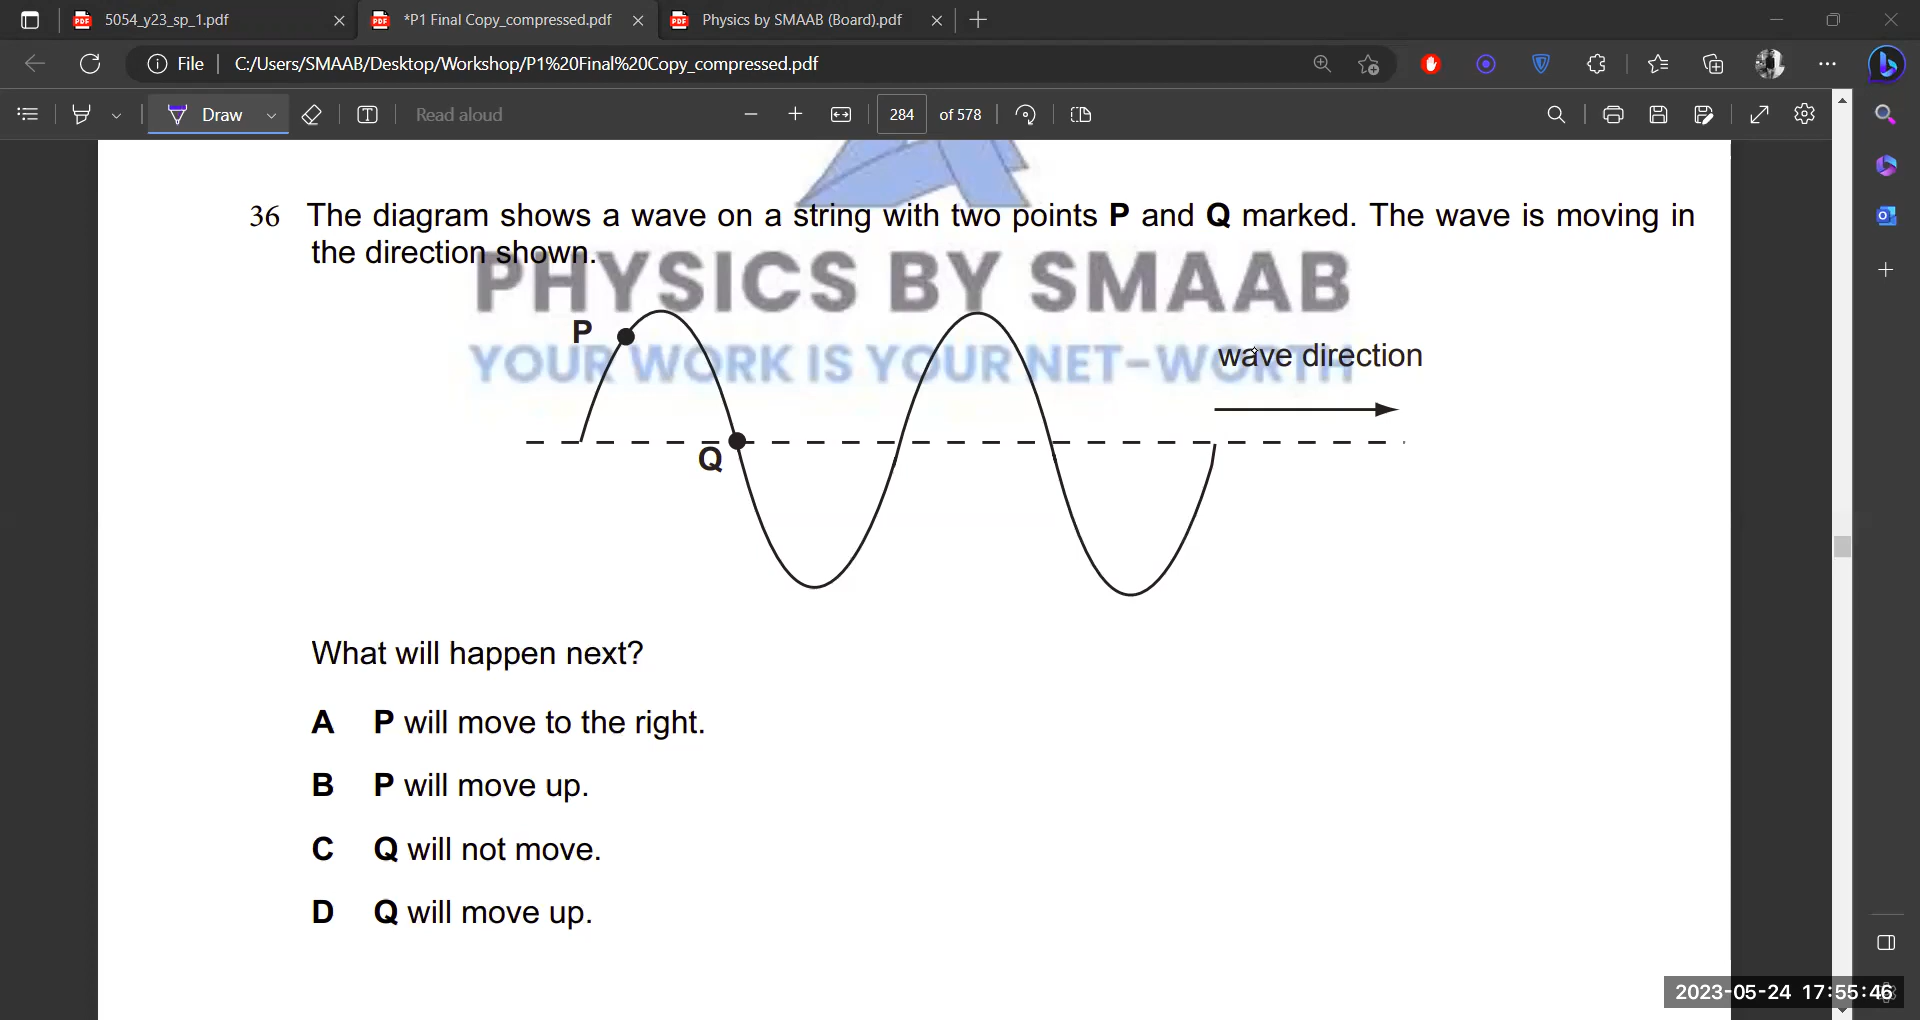 5054_y23_sp_1.pdf
*P1 Final Copy_compressed.pdf
Physics by SMAAB (Board).pdf
File
C:/Users/SMAAB/Desktop/Workshop/P1%20Final%20Copy_compressed.pdf
Draw
Read aloud
284 of 578
36 The diagram shows a wave on a string with two points P and Q marked. The wave is moving in
the direction shown.
PHYSICS BY SMAAB
YOUR WORK IS YOUR NET-WORTH
P
wave direction
Q
What will happen next?
A P will move to the right.
B P will move up.
C Q will not move.
D Q will move up.
2023-05-24 17:55:46